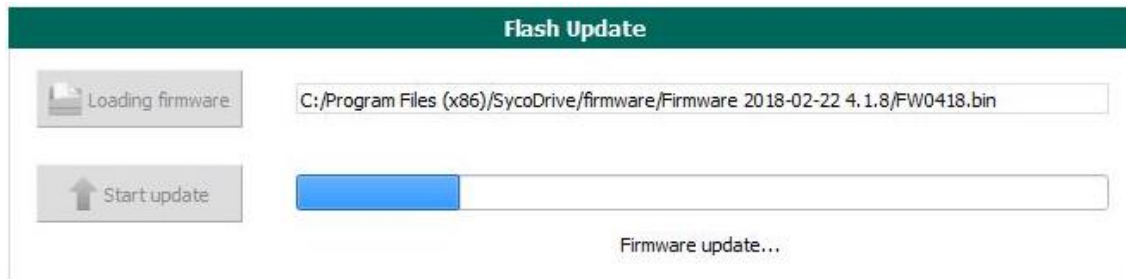 Flash Update
Loading firmware
C:/Program Files (x86)/SycoDrive/firmware/Firmware 2018-02-22 4.1.8/FW0418.bin
Start update
Firmware update...